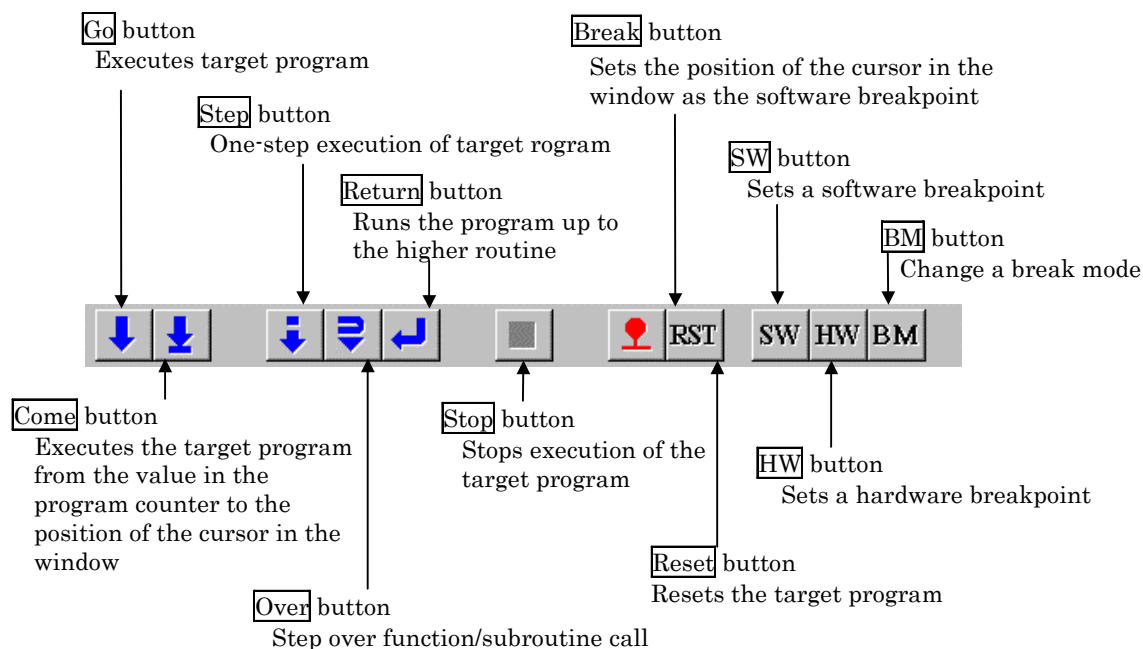 Go button
Executes target program
Break button
Sets the position of the cursor in the
window as the software breakpoint
Step button
One-step execution of target rogram
SW button
Sets a software breakpoint
Return button
Runs the program up to
the higher routine
BM button
Change a break mode
RST SW HW BM
Come button
Executes the target program
from the value in the
program counter to the
position of the cursor in the
window
Stop button
Stops execution of the
target program
HW button
Sets a hardware breakpoint
Reset button
Resets the target program
Over button
Step over function/subroutine call